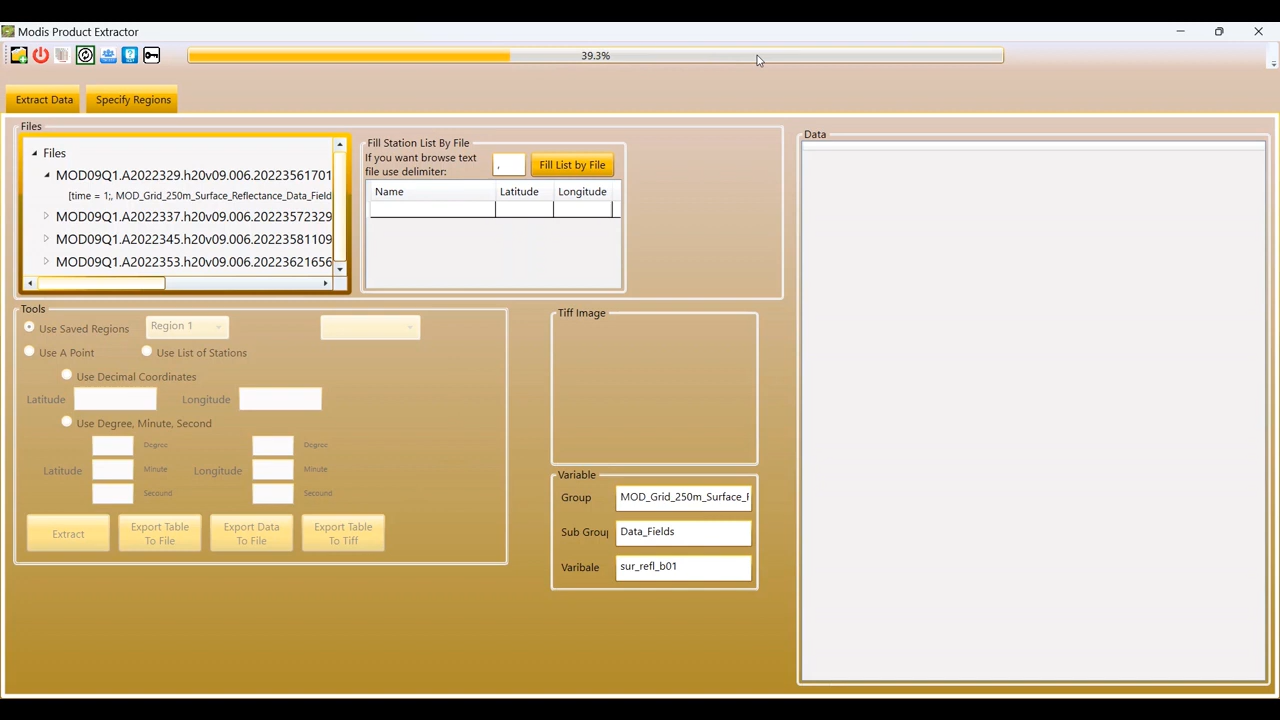 Modis Product Extractor
39.3%
Extract Data
Specify Regions
Files
Files
MOD09Q1.A2022329.h20v09.006.20223561701
[time = 1;, MOD_Grid_250m_Surface_Reflectance_Data_Field
MOD09Q1.A2022337.h20v09.006.20223572329
MOD09Q1.A2022345.h20v09.006.20223581109
MOD09Q1.A2022353.h20v09.006.20223621656
Fill Station List By File
If you want browse text
file use delimiter:
,
Fill List by File
Name Latitude Longitude
Data
Tools
Use Saved Regions
Region 1
Use A Point
Use List of Stations
Use Decimal Coordinates
Latitude
Longitude
Use Degree, Minute, Second
Degree
Degree
Latitude
Minute
Longitude
Minute
Secound
Secound
Extract
Export Table
To File
Export Data
To File
Export Table
To Tiff
Tiff Image
Variable
Group
MOD_Grid_250m_Surface_
Sub Grou
Data_Fields
Varibale
sur_refl_b01